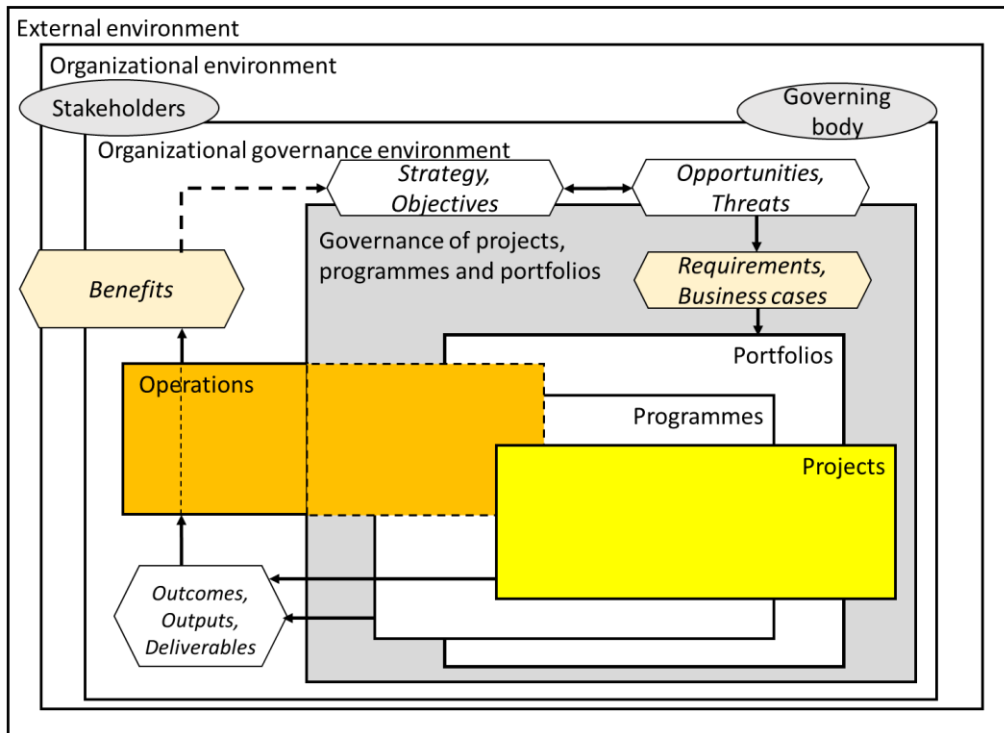 External environment
Organizational environment
Stakeholders
Governing
body
Organizational governance environment
Strategy,
Objectives
Opportunities,
Threats
Governance of projects,
programmes and portfolios
Requirements,
Business cases
Benefits
Portfolios
Operations
Programmes
Projects
Outcomes,
Outputs,
Deliverables